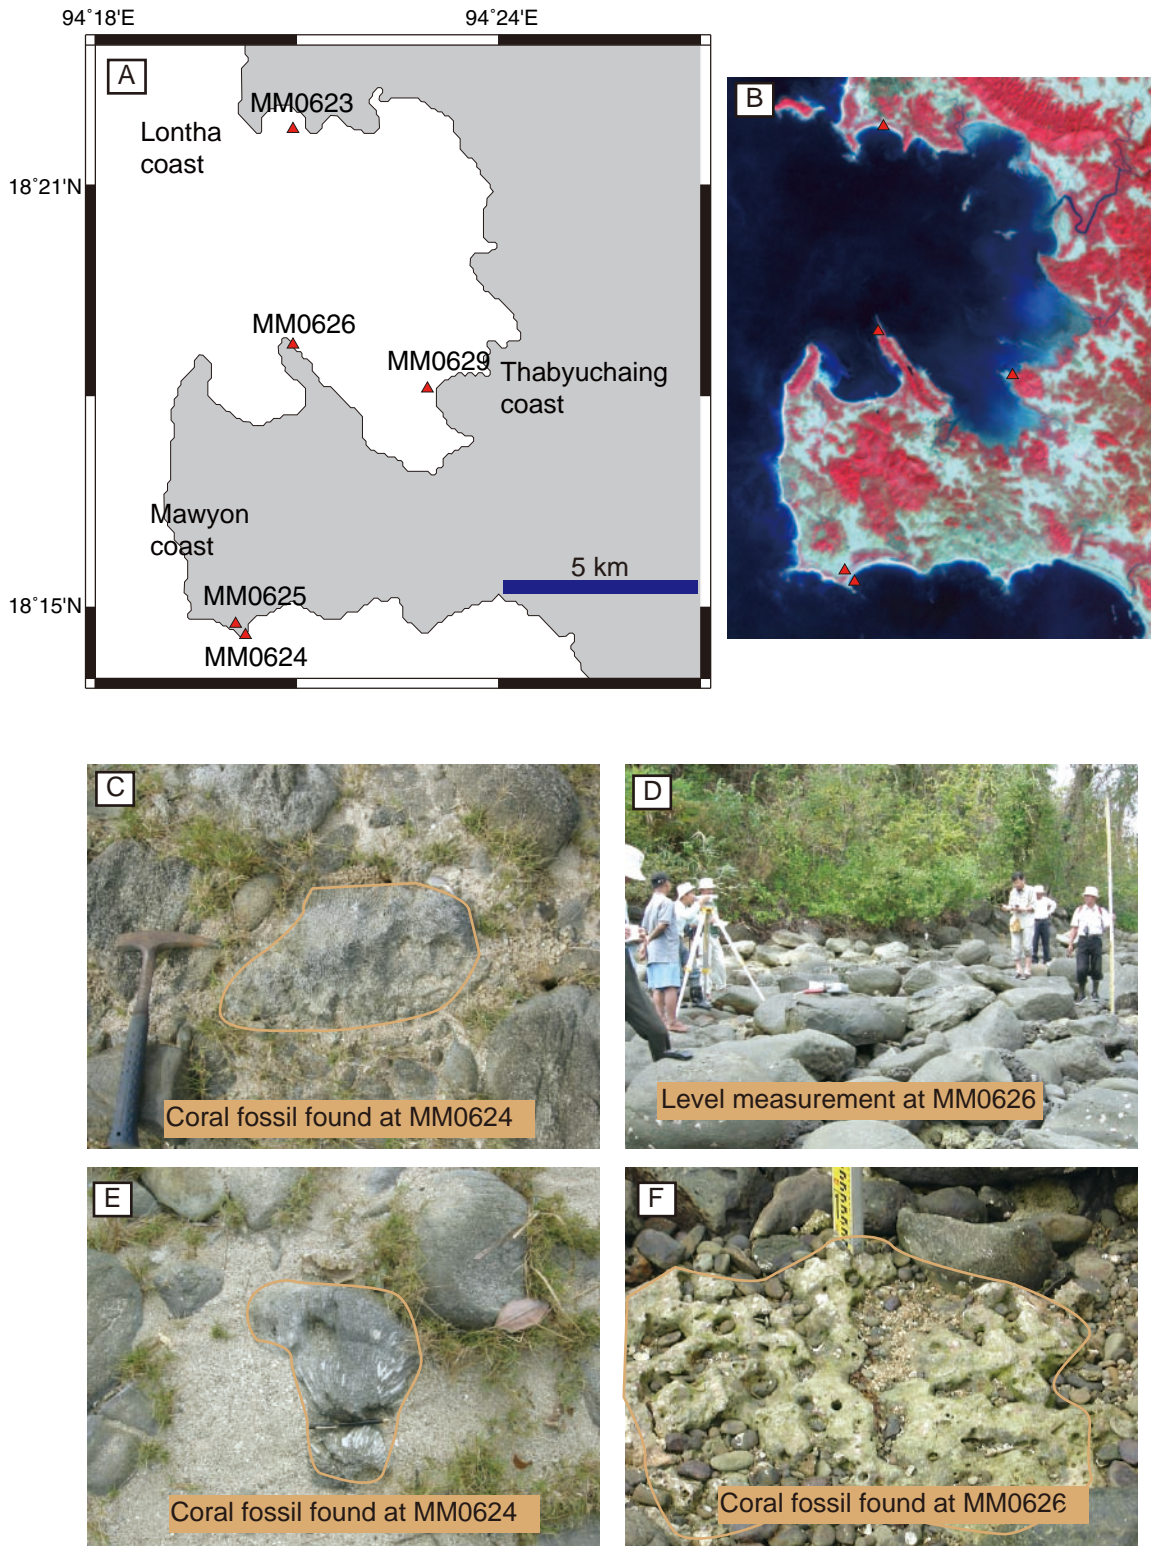 94˚18'E
94˚24'E
A
MM0623
Lontha
coast
18˚21'N
MM0626
MM0629
Thabyuchaing
coast
Mawyon
coast
5 km
18˚15'N
MM0625
MM0624
B
C
Coral fossil found at MM0624
D
Level measurement at MM0626
E
Coral fossil found at MM0624
F
Coral fossil found at MM0626